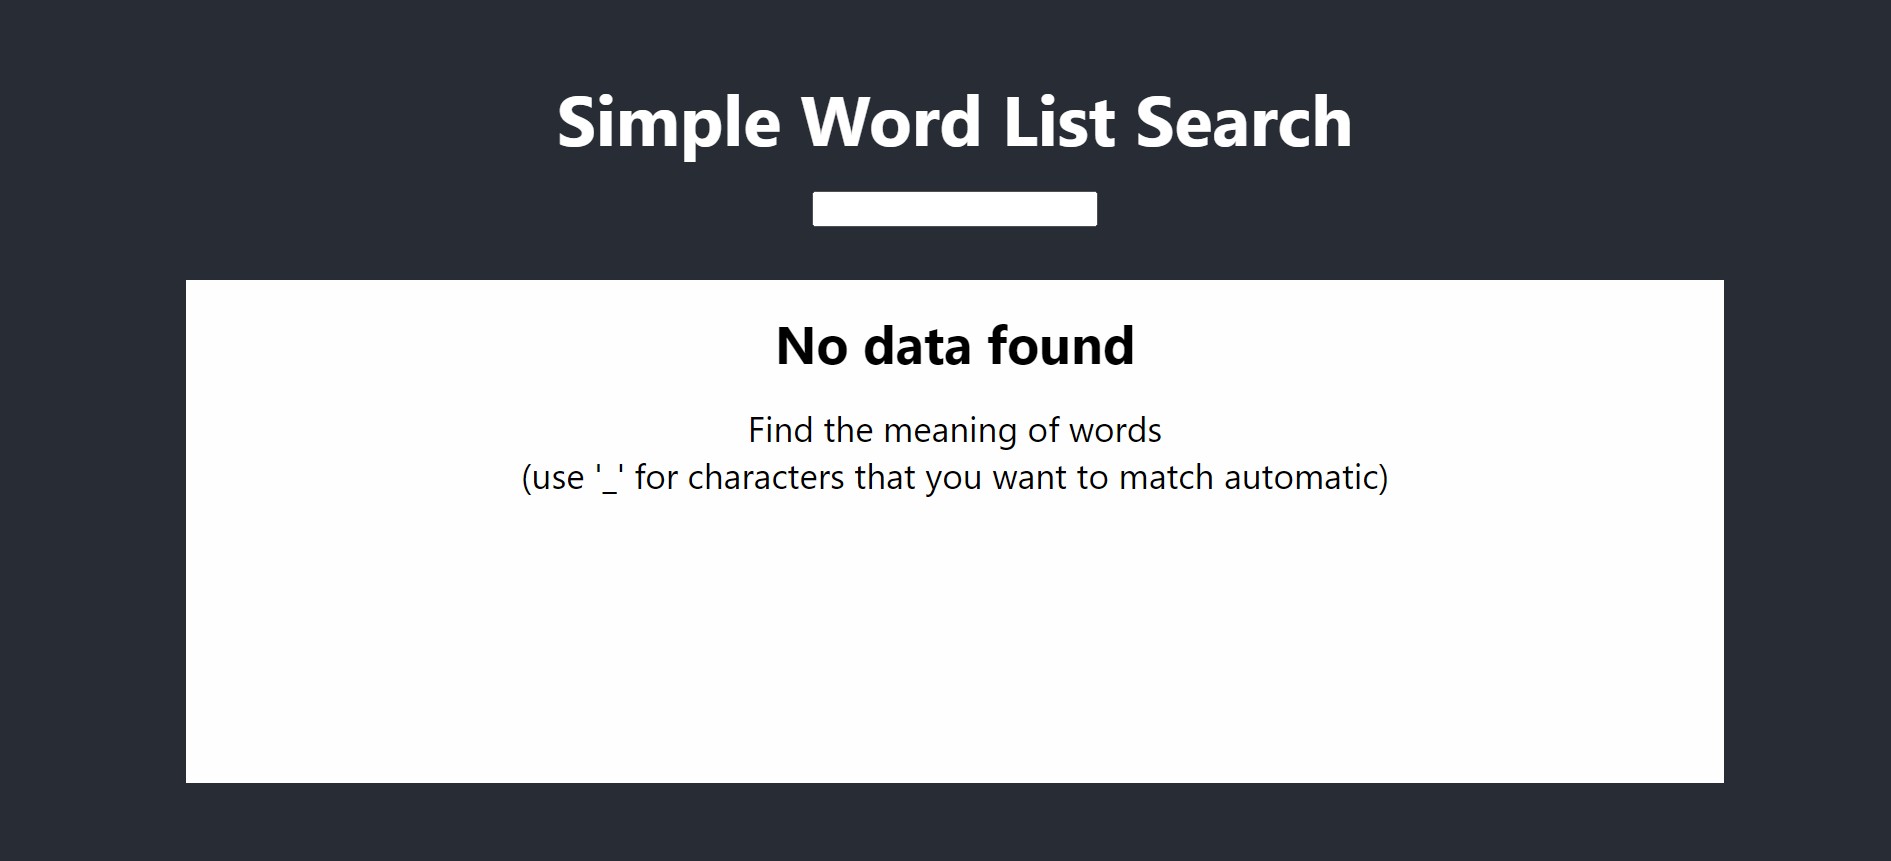 Simple Word List Search
No data found
Find the meaning of words
(use '_' for characters that you want to match automatic)